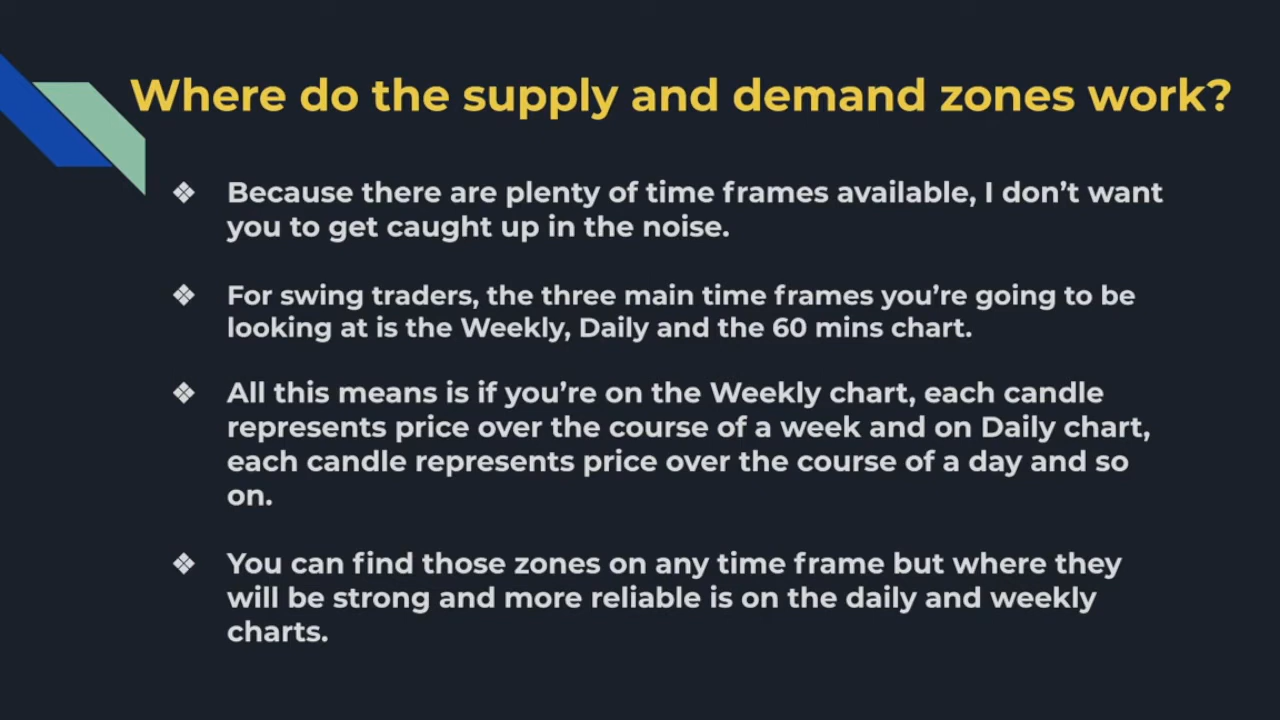 Where do the supply and demand zones work?
❖ Because there are plenty of time frames available, I don't want
you to get caught up in the noise.
❖ For swing traders, the three main time frames you're going to be
looking at is the Weekly, Daily and the 60 mins chart.
❖ All this means is if you're on the Weekly chart, each candle
represents price over the course of a week and on Daily chart,
each candle represents price over the course of a day and so
on.
❖ You can find those zones on any time frame but where they
will be strong and more reliable is on the daily and weekly
charts.